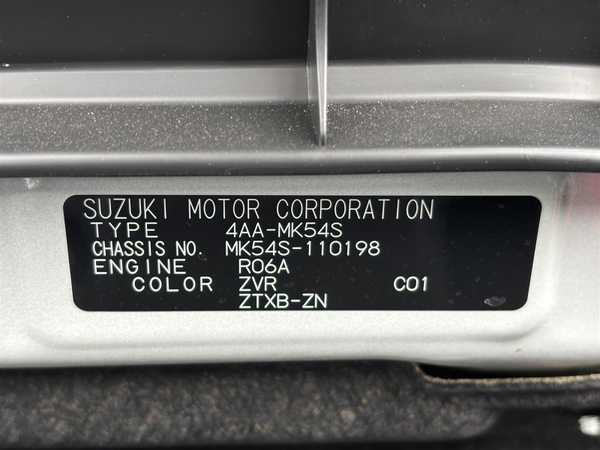 SUZUKI MOTOR CORPORATION
TYPE 4AA-MK54S
CHASSIS NO. MK54S-110198
ENGINE R06A
COLOR ZVR C01
ZTXB-ZN